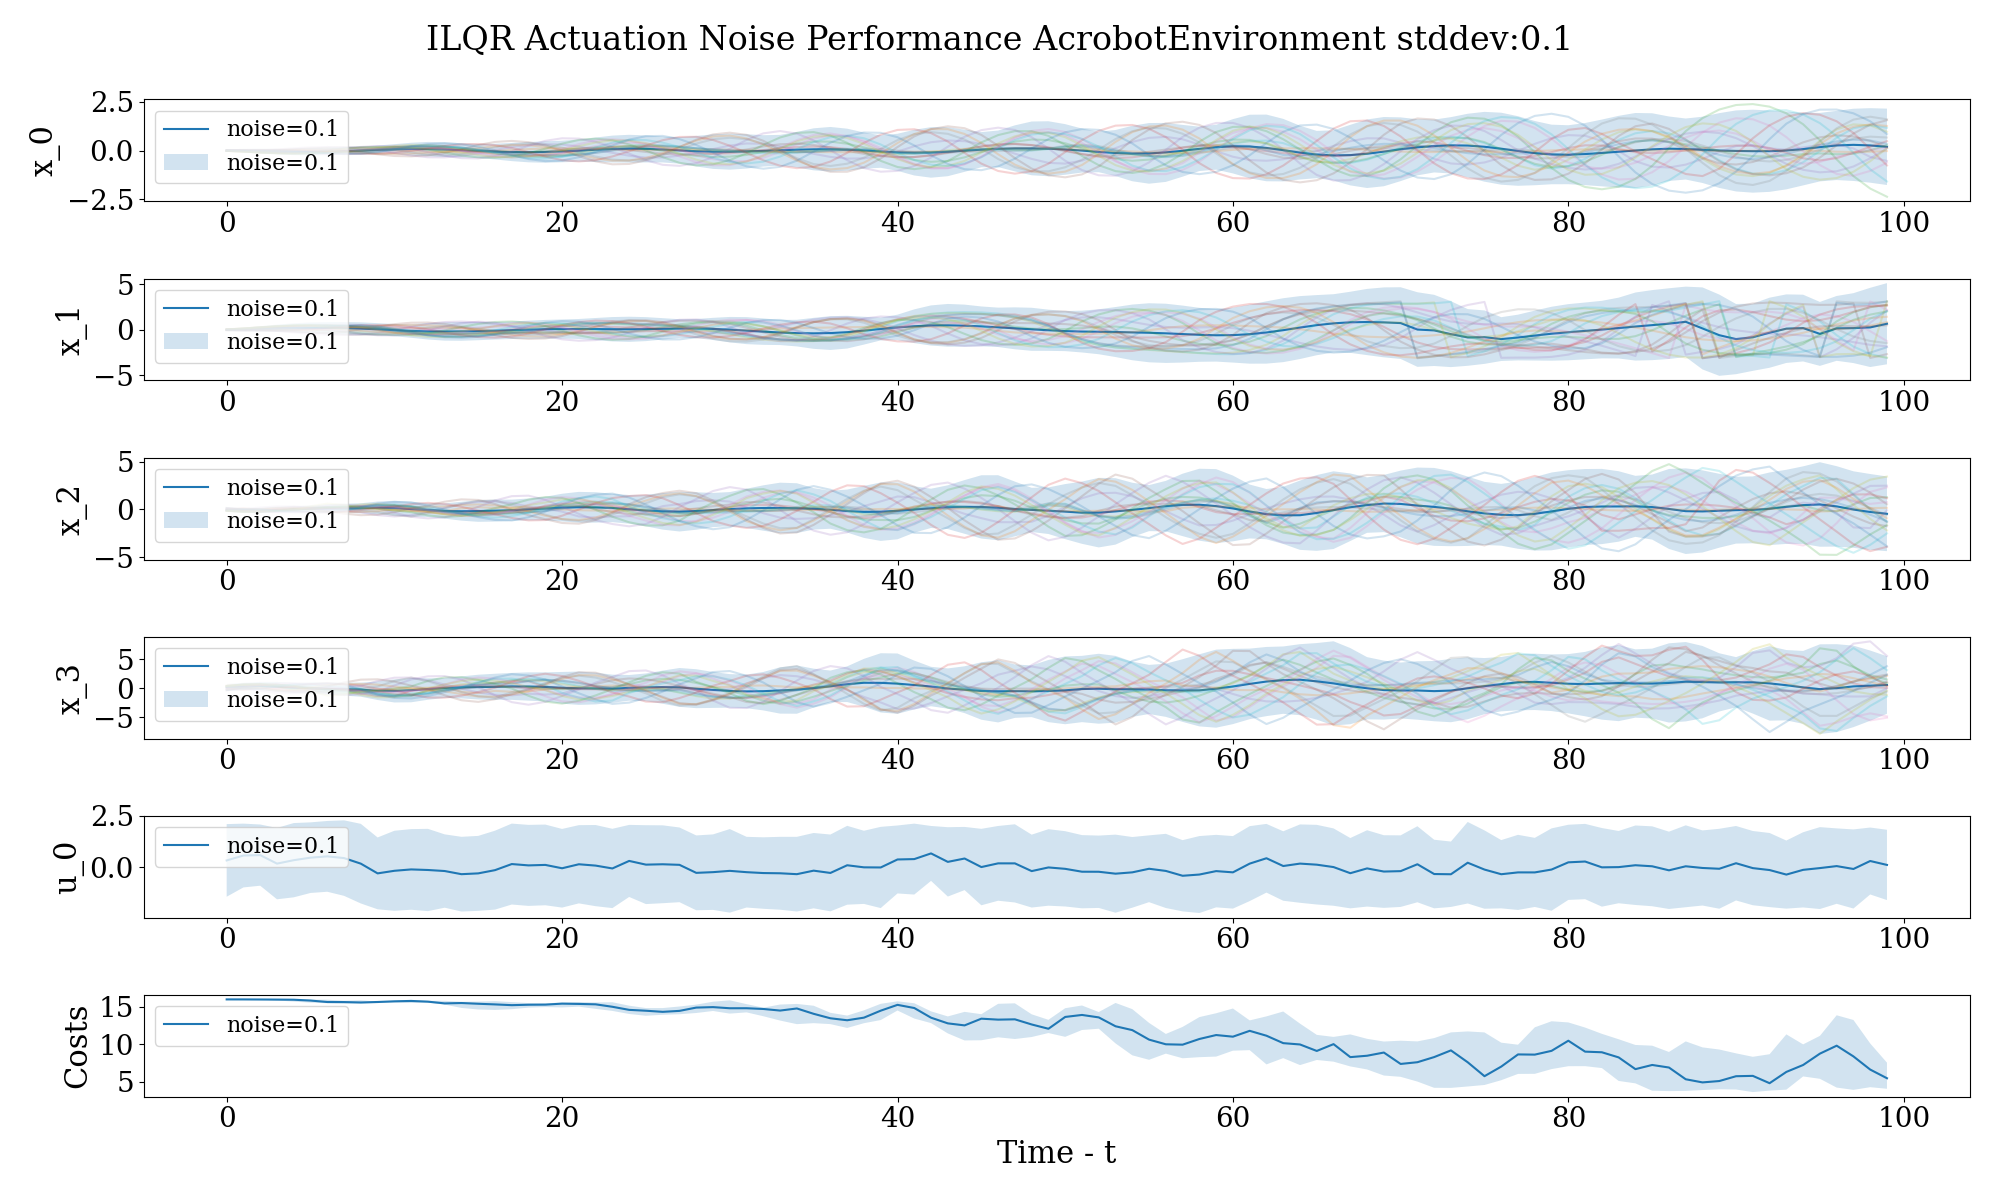 ILQR Actuation Noise Performance AcrobotEnvironment stddev:0.1
x_0
2.5
0.0
−2.5
noise=0.1
noise=0.1
0 20 40 60 80 100
x_1
5
0
−5
noise=0.1
noise=0.1
0 20 40 60 80 100
x_2
5
0
−5
noise=0.1
noise=0.1
0 20 40 60 80 100
x_3
5
0
−5
noise=0.1
noise=0.1
0 20 40 60 80 100
u_0
2.5
0.0
noise=0.1
0 20 40 60 80 100
Costs
15
10
5
noise=0.1
0 20 40 60 80 100
Time - t